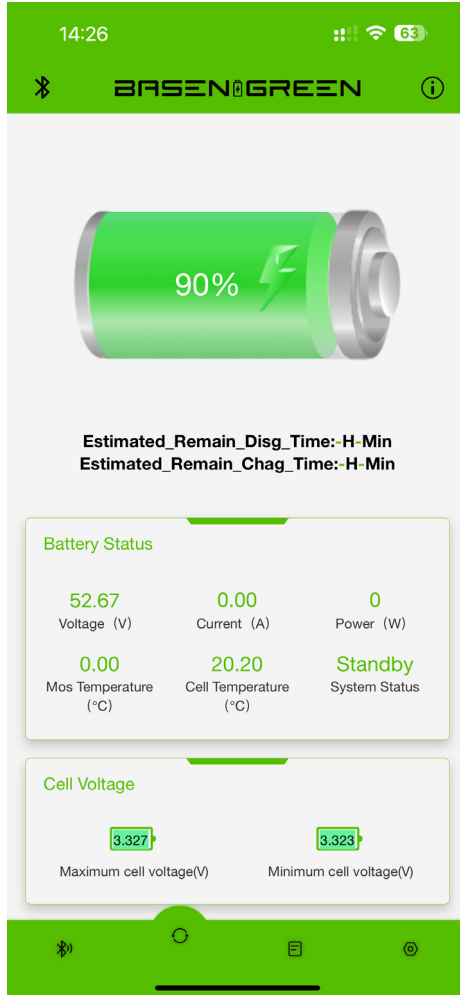 14:26
63
BASENGREEN
90%
Estimated_Remain_Disg_Time:-H-Min
Estimated_Remain_Chag_Time:-H-Min
Battery Status
52.67 0.00 0
Voltage（V） Current（A） Power（W）
0.00 20.20 Standby
Mos Temperature Cell Temperature System Status
(°C) (°C)
Cell Voltage
3.327 3.323
Maximum cell voltage(V) Minimum cell voltage(V)